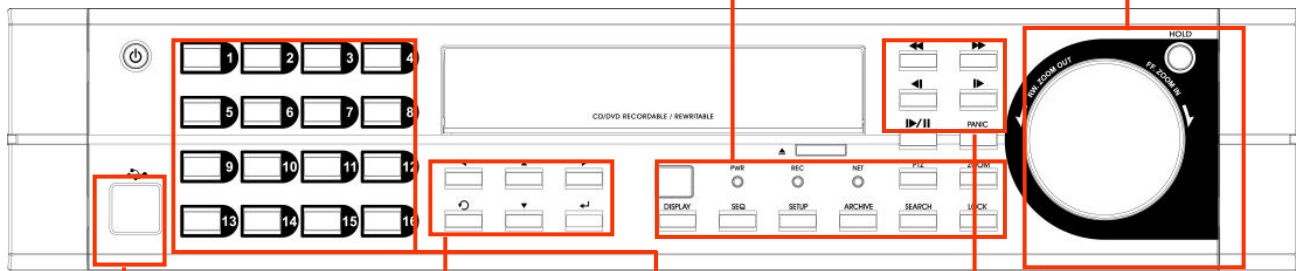 HOLD
RW. ZOOM OUT
FF. ZOOM IN
1 2 3 4
5 6 7 8
CD/DVD RECORDABLE / REWRITABLE
PANIC
9 10 11 12
PWR REC NET PTZ ZOOM
DISPLAY SEQ SETUP ARCHIVE SEARCH LOCK
13 14 15 16